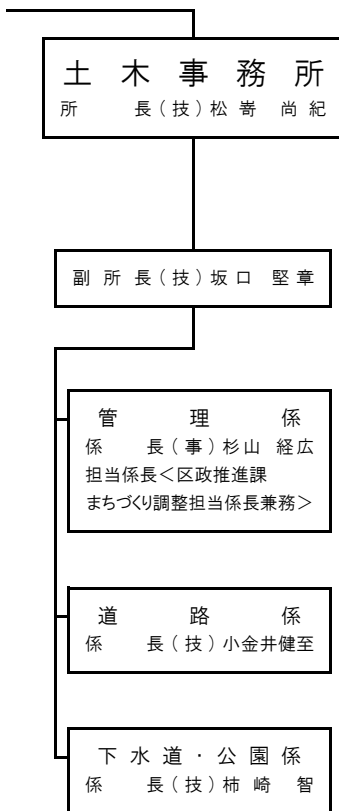 土木事務所
所長(技)松嵜 尚紀
副所長(技)坂口 堅章
管理係
係長(事)杉山 経広
担当係長<区政推進課
まちづくり調整担当係長兼務>
道路係
係長(技)小金井健至
下水道・公園係
係長(技)柿崎 智